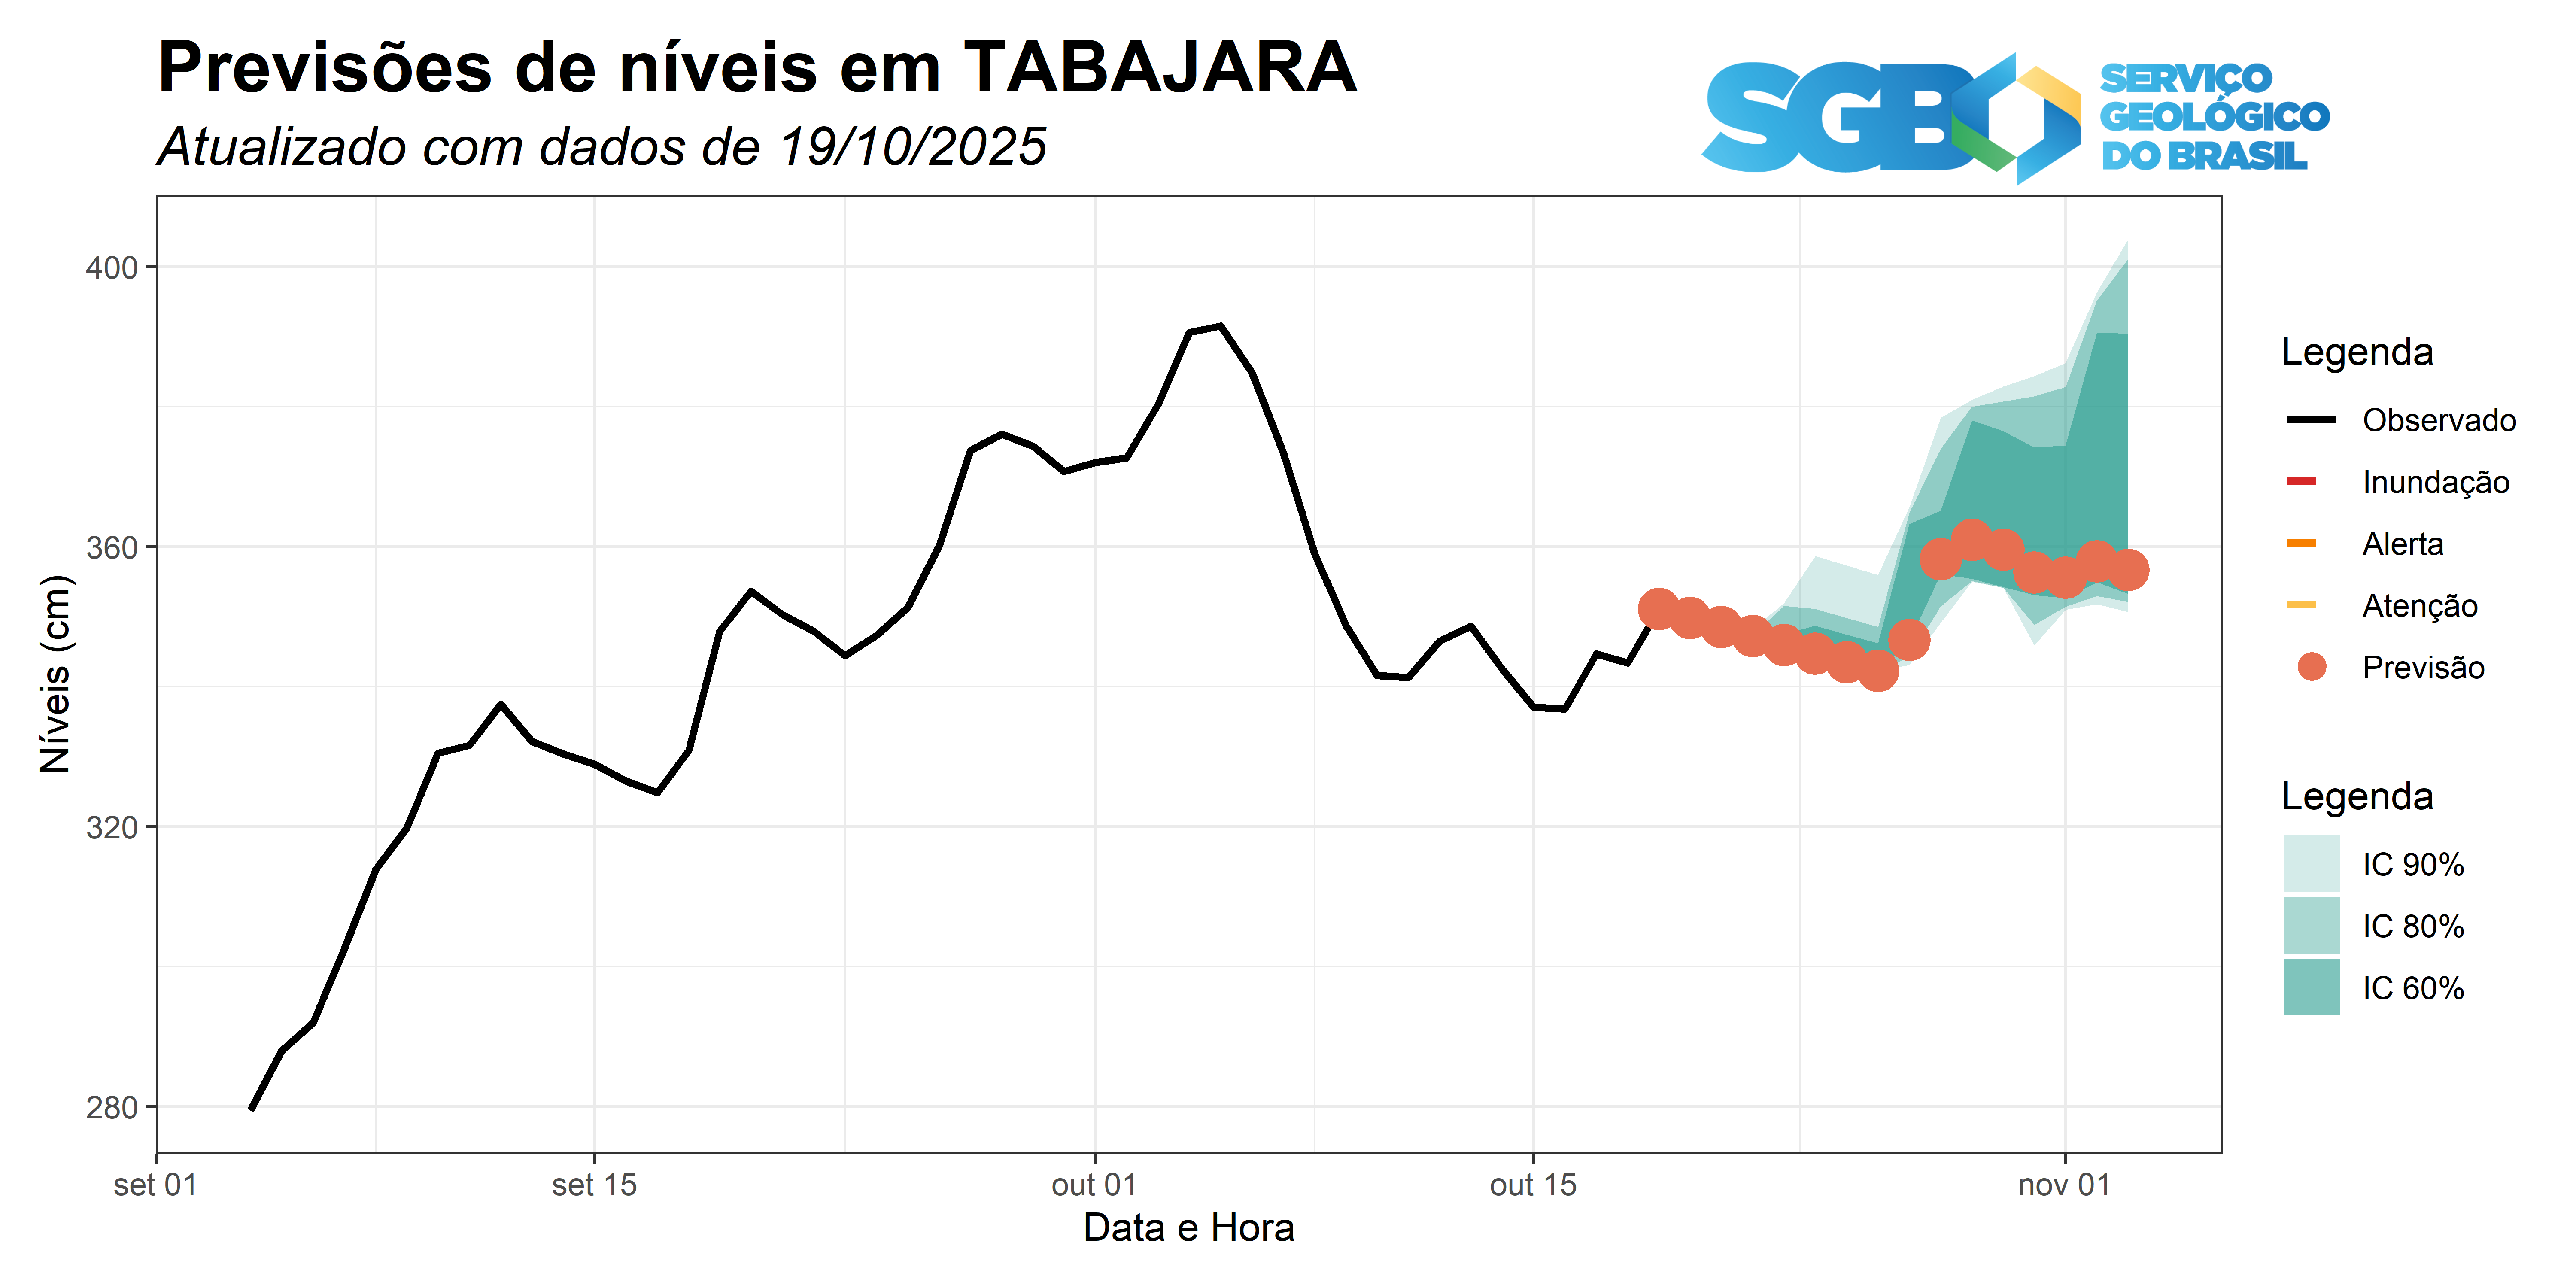 Previsões de níveis em TABAJARA
Atualizado com dados de 19/10/2025
SGB
SERVIÇO
GEOLÓGICO
DO BRASIL
400
360
320
280
Níveis (cm)
set 01
set 15
out 01
out 15
nov 01
Data e Hora
Legenda
Observado
Inundação
Alerta
Atenção
Previsão
Legenda
IC 90%
IC 80%
IC 60%